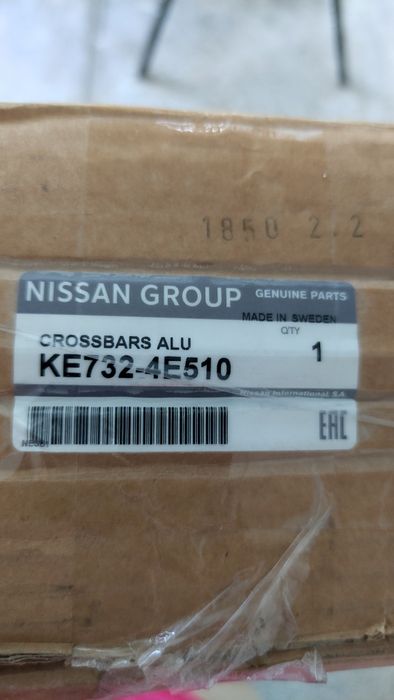 1850 2.2
NISSAN GROUP GENUINE PARTS
MADE IN SWEDEN
QTY
CROSSBARS ALU
1
KE732-4E510
Nissan International S.A.
EAC